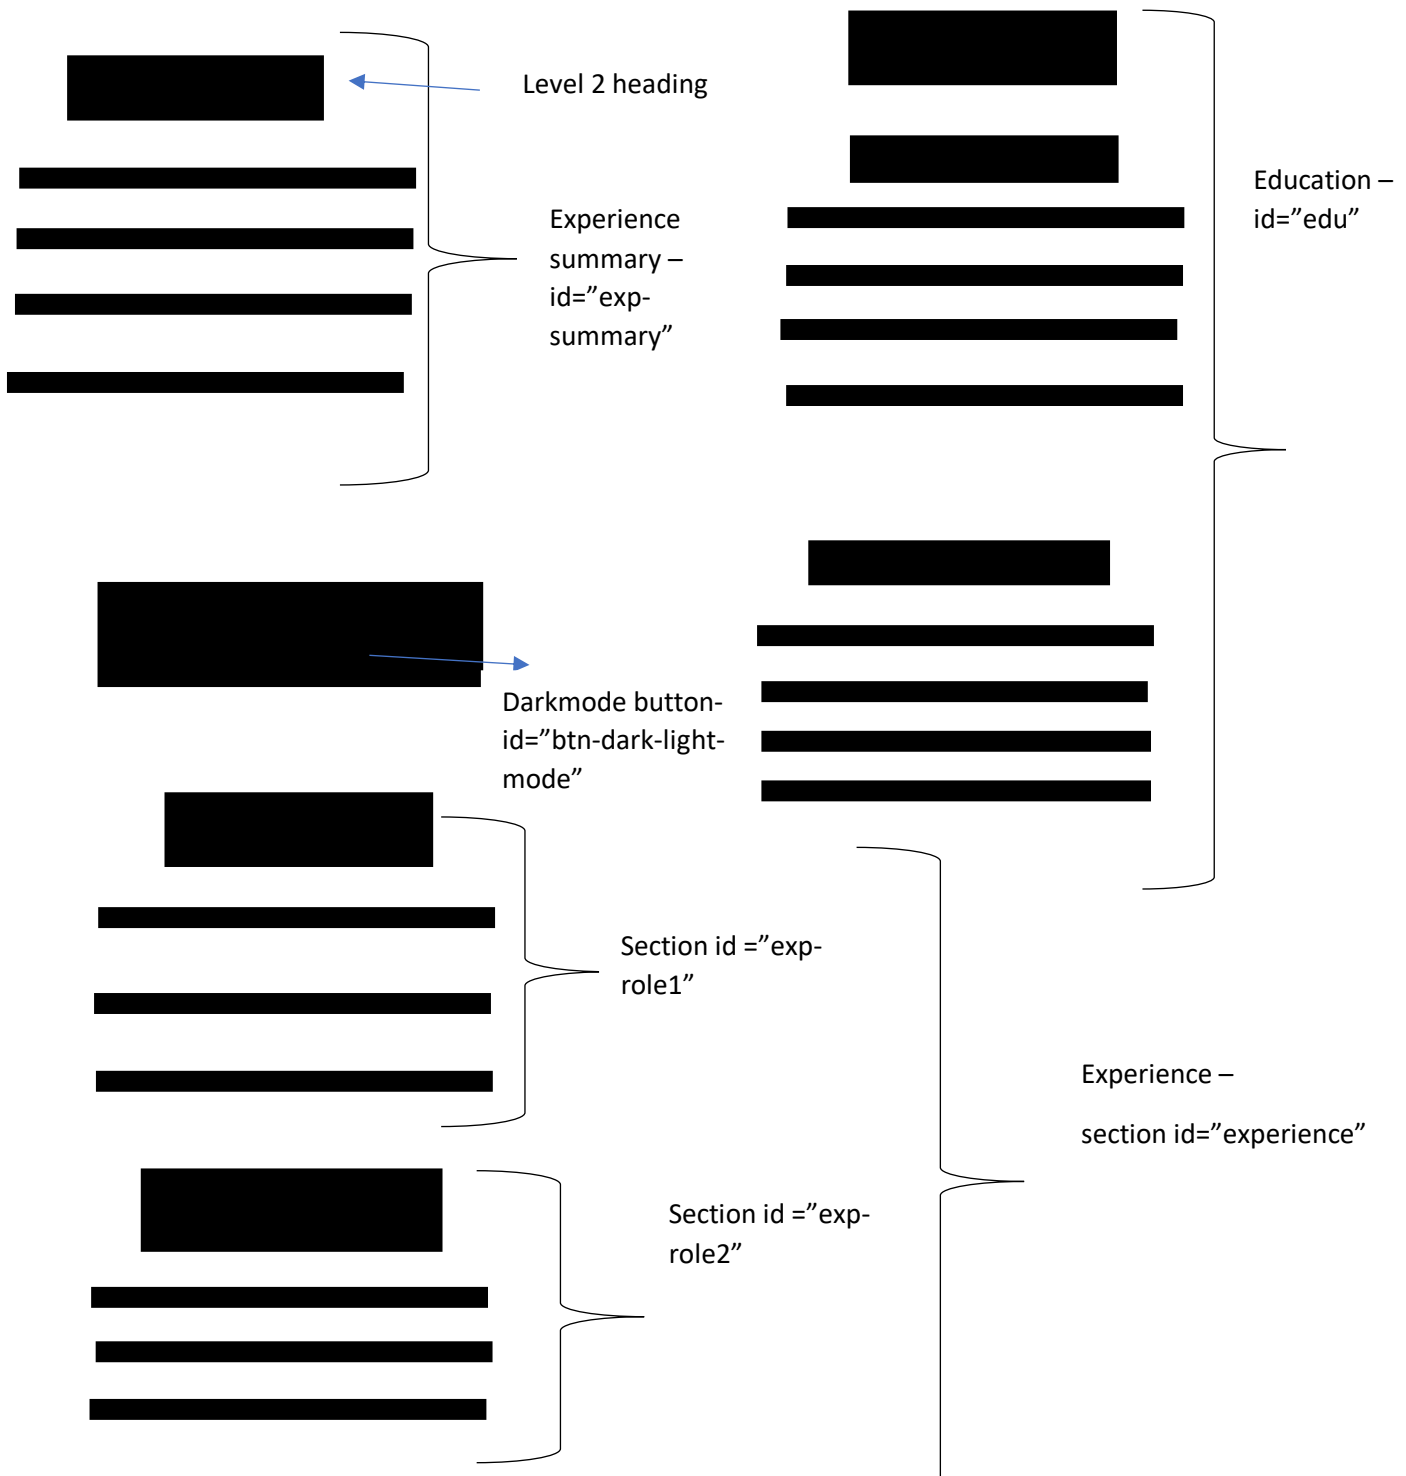 Level 2 heading
Experience
summary –
id=”exp-
summary”
Education –
id=”edu”
Darkmode button-
id=”btn-dark-light-
mode”
Section id =”exp-
role1”
Experience –
section id=”experience”
Section id =”exp-
role2”